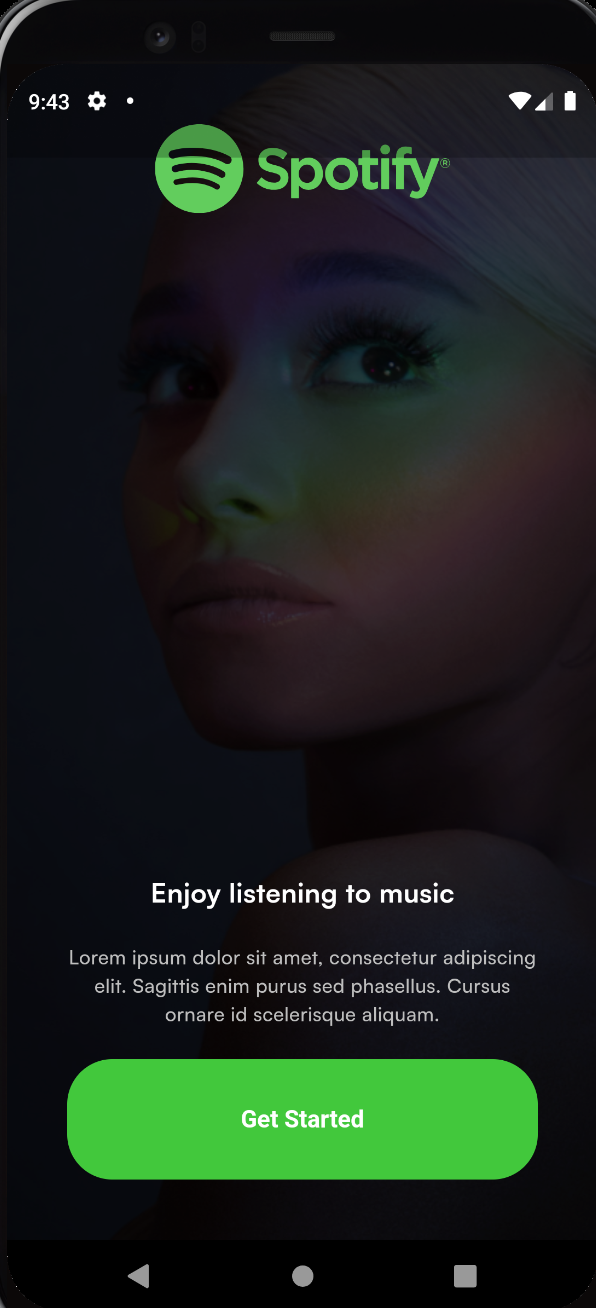 9:43
Spotify®
Enjoy listening to music
Lorem ipsum dolor sit amet, consectetur adipiscing
elit. Sagittis enim purus sed phasellus. Cursus
ornare id scelerisque aliquam.
Get Started